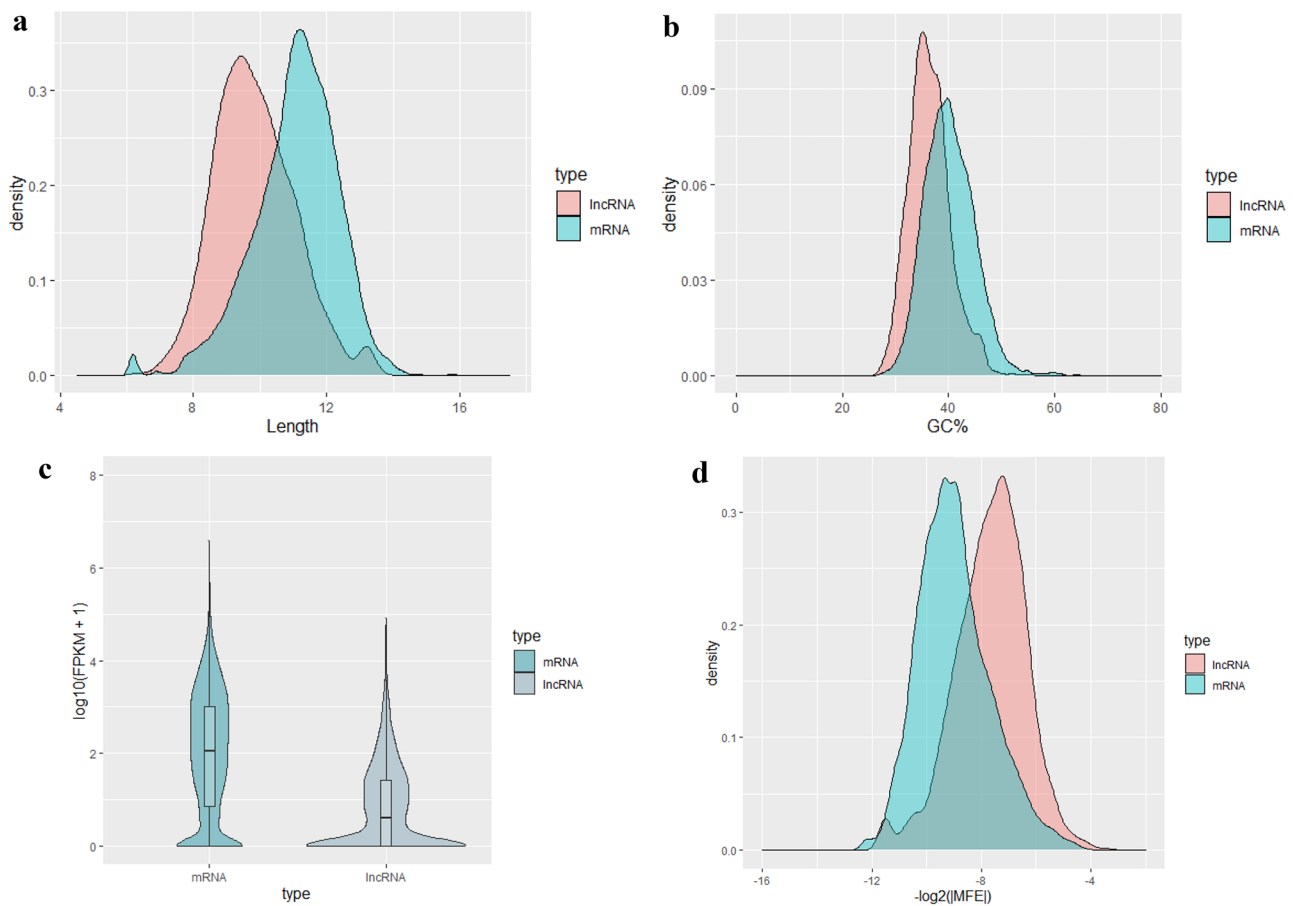 a
density
0.3
0.2
0.1
0.0
4
8
12
16
Length
type
lncRNA
mRNA
b
density
0.09
0.06
0.03
0.00
0
20
40
60
80
GC%
type
lncRNA
mRNA
c
log10(FPKM + 1)
8
6
4
2
0
mRNA
lncRNA
type
type
mRNA
lncRNA
d
density
0.3
0.2
0.1
0.0
-16
-12
-8
-4
-log2(|MFE|)
type
lncRNA
mRNA